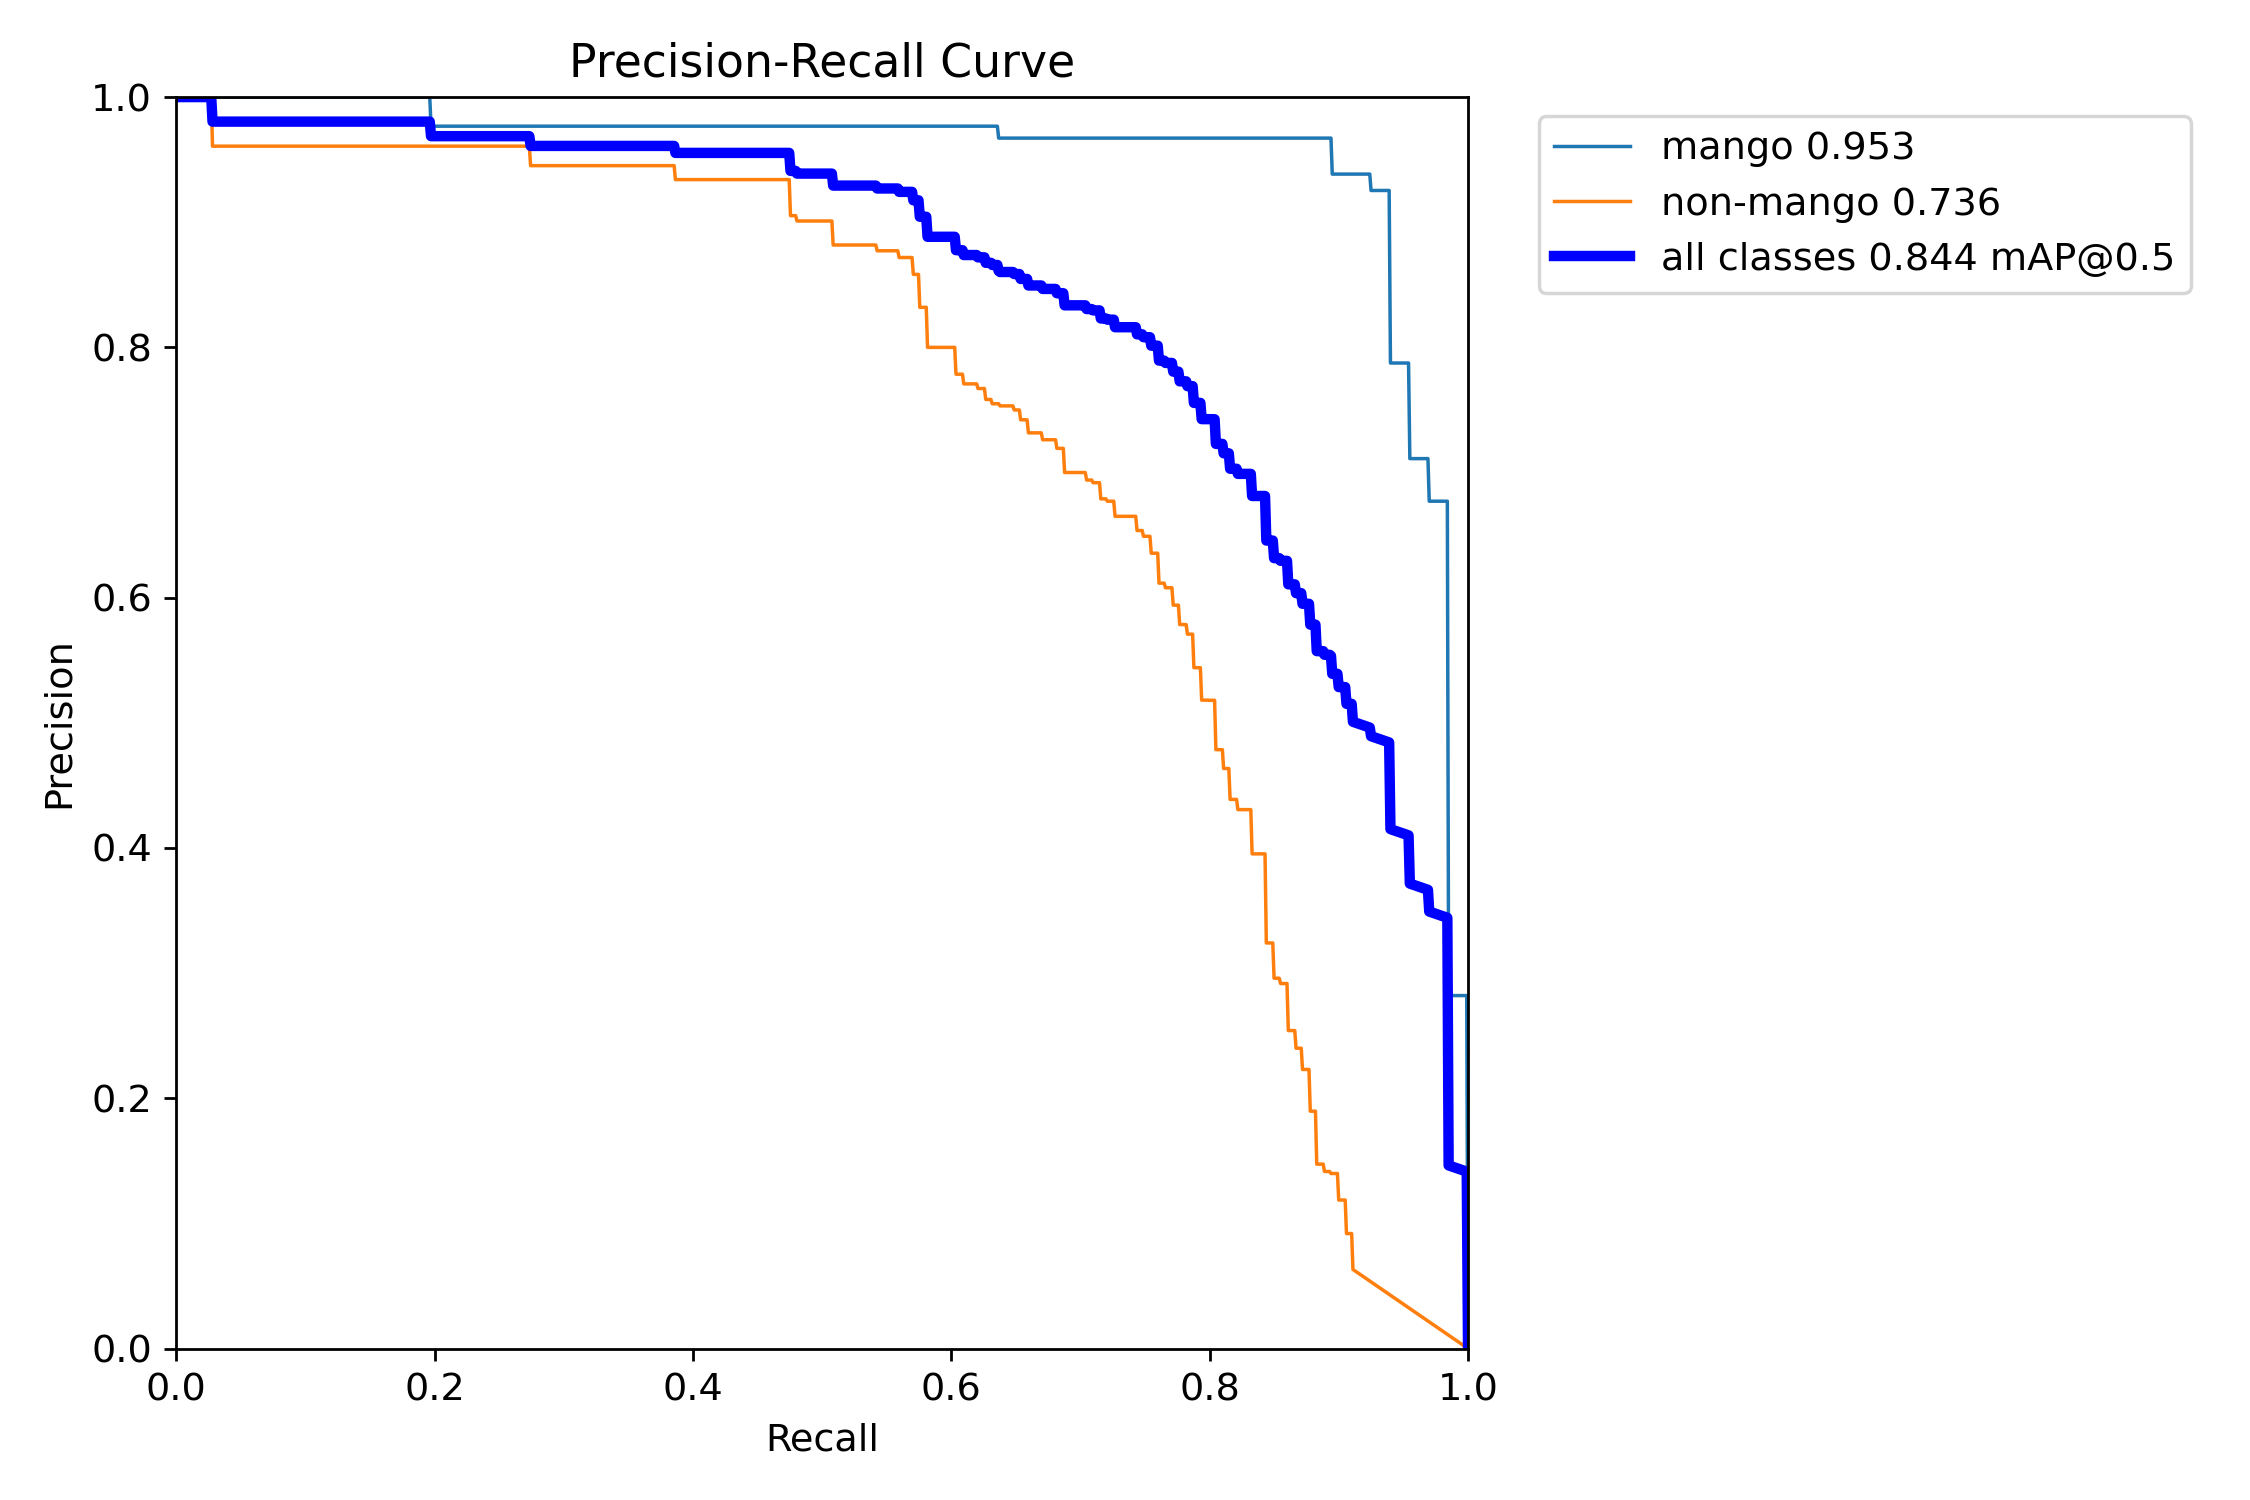 Precision-Recall Curve
1.0
0.8
0.6
0.4
0.2
0.0
Precision
0.0 0.2 0.4 0.6 0.8 1.0
Recall
mango 0.953
non-mango 0.736
all classes 0.844 mAP@0.5